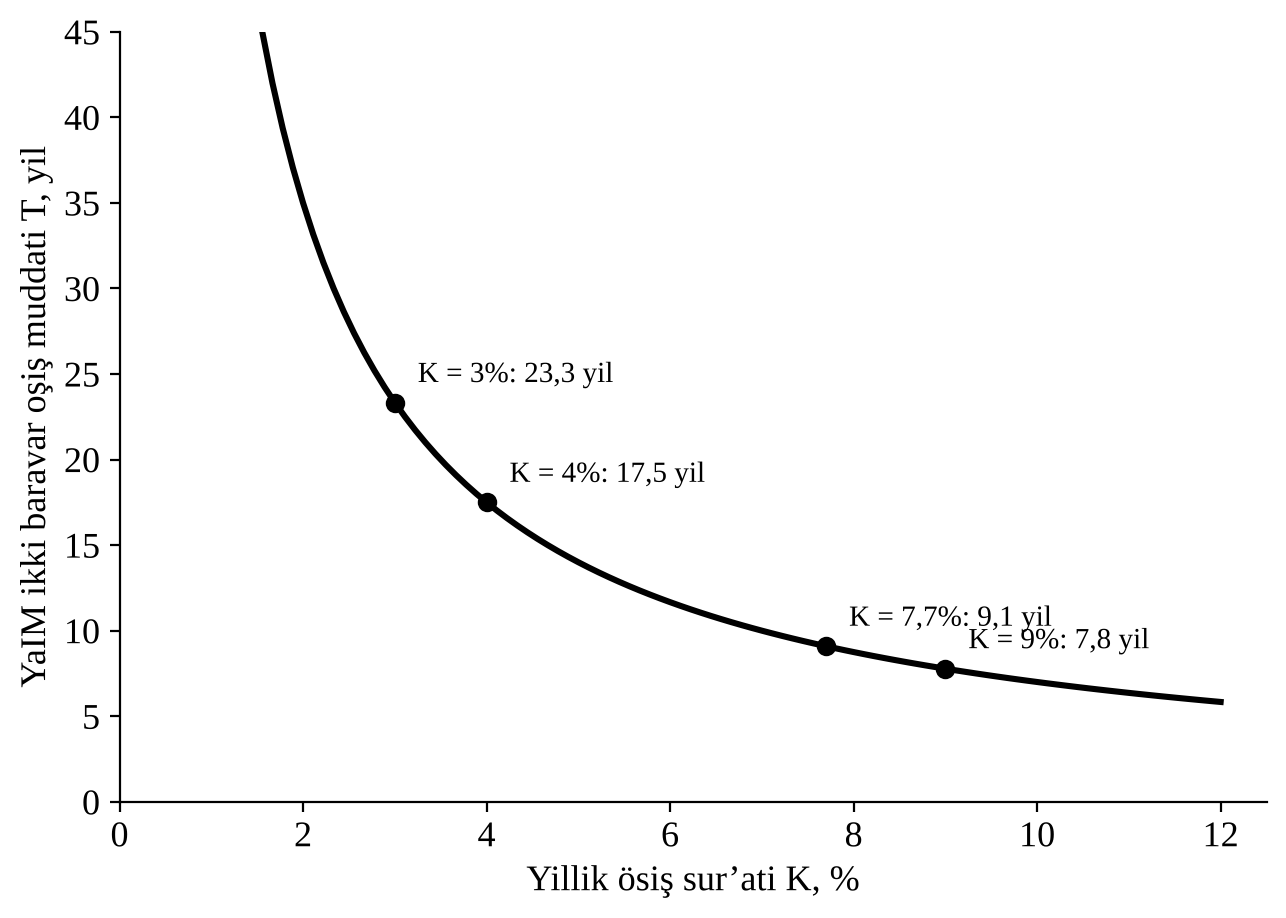 45
40
35
30
25
20
15
10
5
0
YaIM ikki baravar oşiş muddati T, yil
K = 3%: 23,3 yil
K = 4%: 17,5 yil
K = 7,7%: 9,1 yil
K = 9%: 7,8 yil
0 2 4 6 8 10 12
Yillik ösiş sur’ati K, %